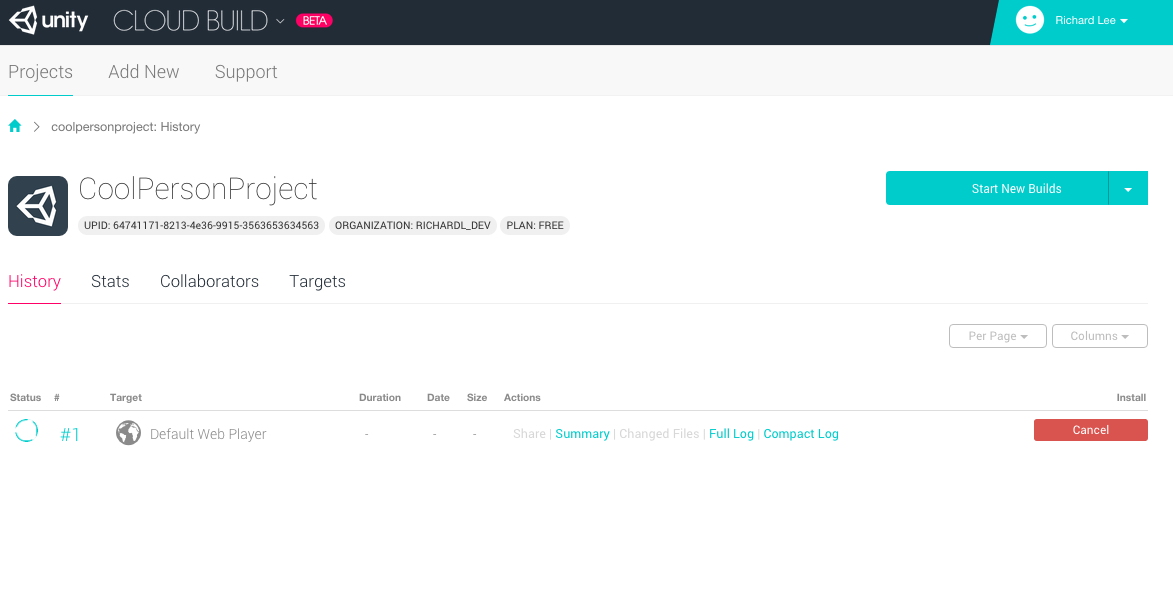 unity CLOUD BUILD BETA Richard Lee
Projects Add New Support
coolpersonproject: History
CoolPersonProject
Start New Builds
UPID: 64741171-8213-4e36-9915-3563653634563 ORGANIZATION: RICHARDL_DEV PLAN: FREE
History Stats Collaborators Targets
Per Page Columns
Status # Target Duration Date Size Actions Install
#1 Default Web Player - - - Share | Summary | Changed Files | Full Log | Compact Log Cancel